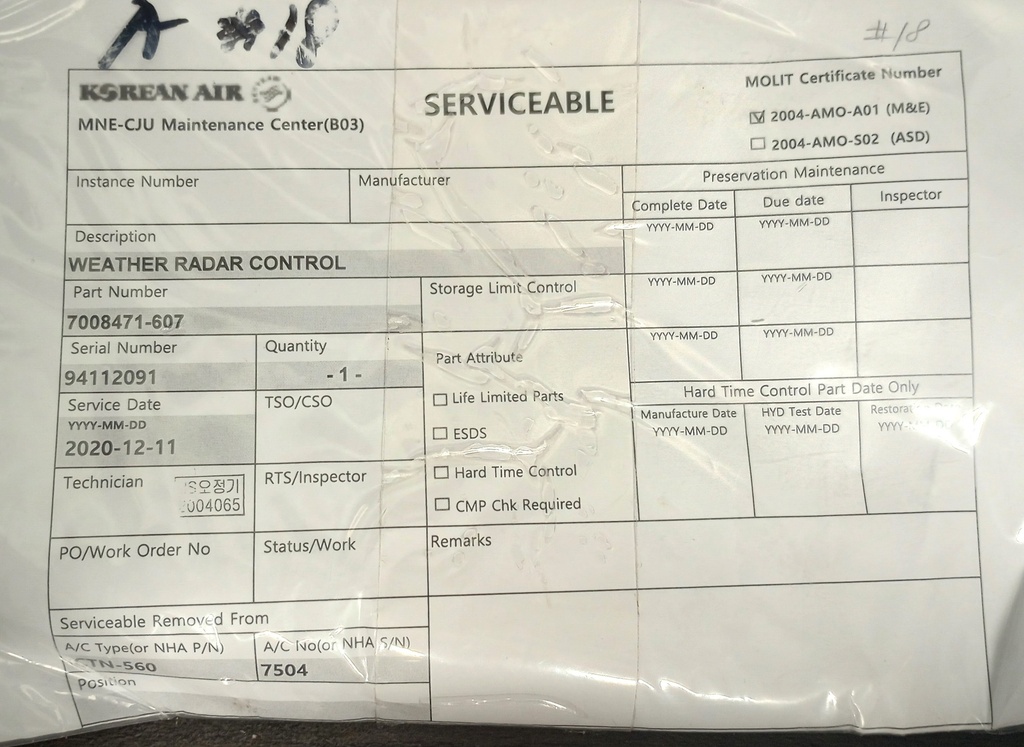 A #18
#18
KOREAN AIR
MNE-CJU Maintenance Center(B03)
SERVICEABLE
MOLIT Certificate Number
2004-AMO-A01 (M&E)
2004-AMO-S02 (ASD)
Instance Number
Manufacturer
Preservation Maintenance
Complete Date
Due date
Inspector
YYYY-MM-DD
YYYY-MM-DD
Description
WEATHER RADAR CONTROL
Part Number
7008471-607
Storage Limit Control
YYYY-MM-DD
YYYY-MM-DD
Serial Number
94112091
Quantity
- 1 -
Part Attribute
YYYY-MM-DD
YYYY-MM-DD
Life Limited Parts
ESDS
Hard Time Control
CMP Chk Required
Hard Time Control Part Date Only
Manufacture Date
YYYY-MM-DD
HYD Test Date
YYYY-MM-DD
Service Date
YYYY-MM-DD
2020-12-11
TSO/CSO
Technician
오정기
004065
RTS/Inspector
PO/Work Order No
Status/Work
Remarks
Serviceable Removed From
A/C Type(or NHA P/N)
A/C No(or NHA S/N)
7504
Position